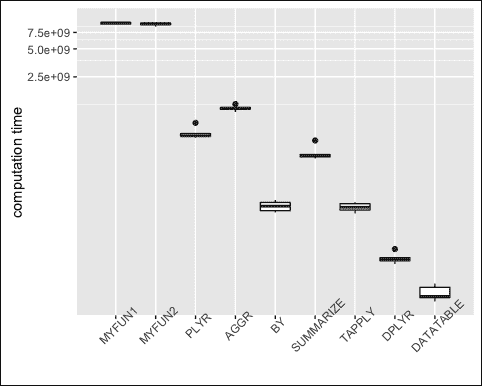 7.5e+09
5.0e+09
2.5e+09
computation time
MYFUN1
MYFUN2
PLYR
AGGR
BY
SUMMARIZE
TAPPLY
DPLYR
DATATABLE